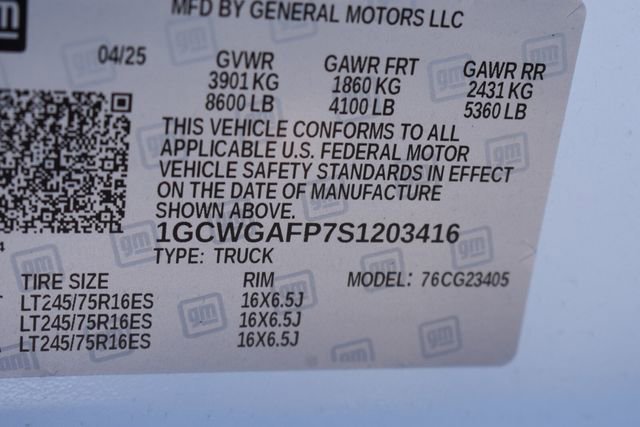 gm
MFD BY GENERAL MOTORS LLC
04/25 GVWR GAWR FRT GAWR RR
3901 KG 1860 KG 2431 KG
8600 LB 4100 LB 5360 LB
THIS VEHICLE CONFORMS TO ALL
APPLICABLE U.S. FEDERAL MOTOR
VEHICLE SAFETY STANDARDS IN EFFECT
ON THE DATE OF MANUFACTURE
SHOWN ABOVE.
1GCWGAFP7S1203416
TYPE: TRUCK
TIRE SIZE RIM MODEL: 76CG23405
LT245/75R16ES 16X6.5J
LT245/75R16ES 16X6.5J
LT245/75R16ES 16X6.5J